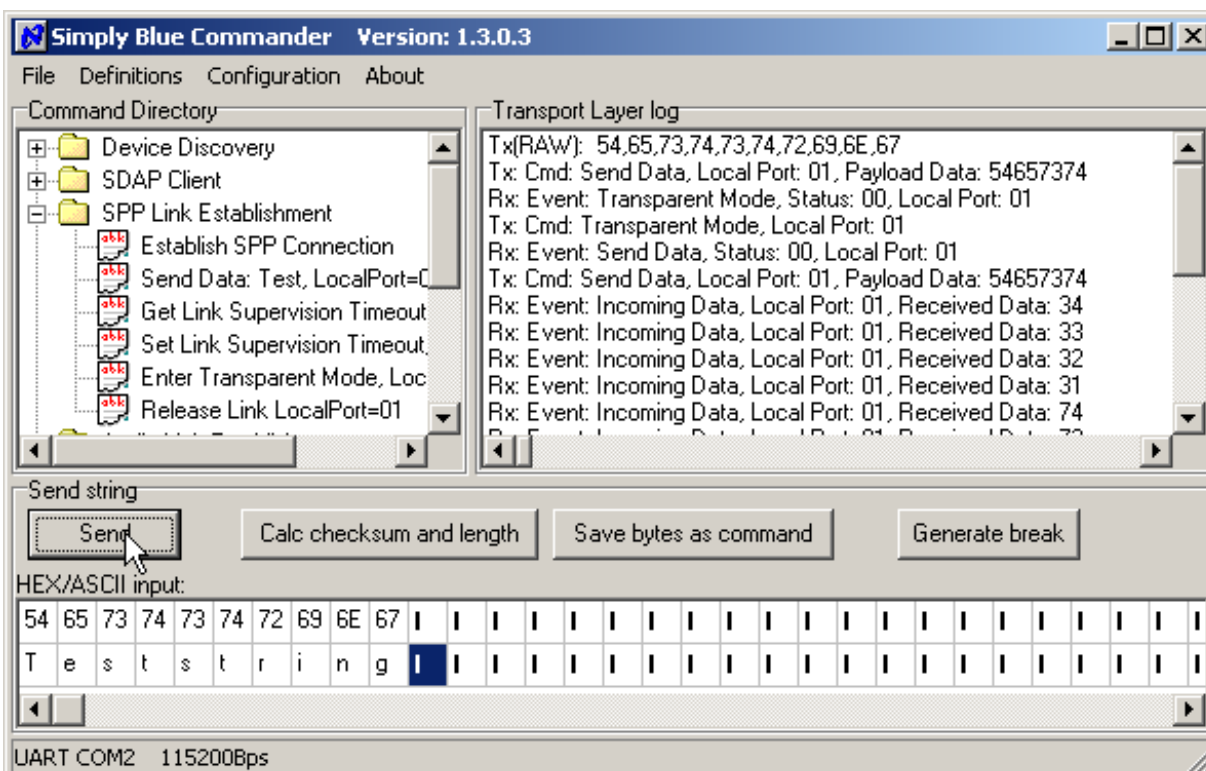 Simply Blue Commander Version: 1.3.0.3
File Definitions Configuration About
Command Directory
Device Discovery
SDAP Client
SPP Link Establishment
Establish SPP Connection
Send Data: Test, LocalPort=0
Get Link Supervision Timeout
Set Link Supervision Timeout,
Enter Transparent Mode, Loc
Release Link LocalPort=01
Transport Layer log
Tx(RAW): 54,65,73,74,73,74,72,69,6E,67
Tx: Cmd: Send Data, Local Port: 01, Payload Data: 54657374
Rx: Event: Transparent Mode, Status: 00, Local Port: 01
Tx: Cmd: Transparent Mode, Local Port: 01
Rx: Event: Send Data, Status: 00, Local Port: 01
Tx: Cmd: Send Data, Local Port: 01, Payload Data: 54657374
Rx: Event: Incoming Data, Local Port: 01, Received Data: 34
Rx: Event: Incoming Data, Local Port: 01, Received Data: 33
Rx: Event: Incoming Data, Local Port: 01, Received Data: 32
Rx: Event: Incoming Data, Local Port: 01, Received Data: 31
Rx: Event: Incoming Data, Local Port: 01, Received Data: 74
Send string
Send Calc checksum and length Save bytes as command Generate break
HEX/ASCII input:
54 65 73 74 73 74 72 69 6E 67
T e s t s t r i n g
UART COM2 115200Bps